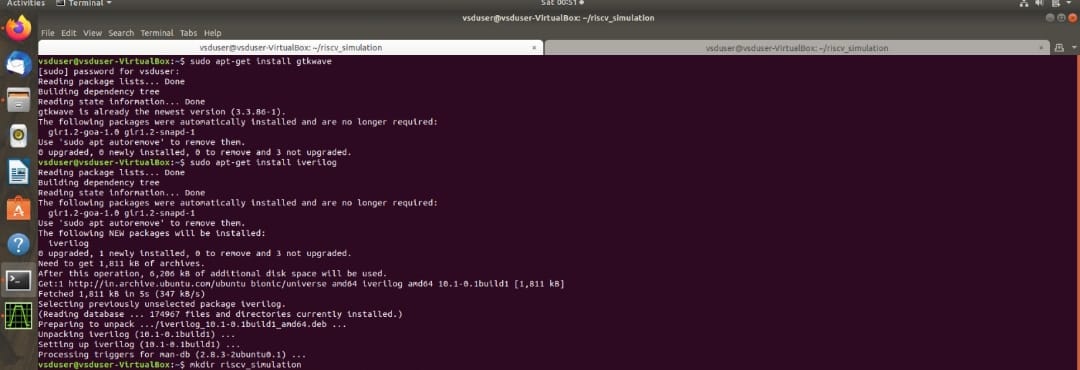 Activities Terminal Sat 00:51
vsduser@vsduser-VirtualBox: ~/riscv_simulation
File Edit View Search Terminal Tabs Help
vsduser@vsduser-VirtualBox: ~/riscv_simulation × vsduser@vsduser-VirtualBox: ~/riscv_simulation ×
vsduser@vsduser-VirtualBox:~$ sudo apt-get install gtkwave
[sudo] password for vsduser:
Reading package lists... Done
Building dependency tree
Reading state information... Done
gtkwave is already the newest version (3.3.86-1).
The following packages were automatically installed and are no longer required:
  gir1.2-goa-1.0 gir1.2-snapd-1
Use 'sudo apt autoremove' to remove them.
0 upgraded, 0 newly installed, 0 to remove and 3 not upgraded.
vsduser@vsduser-VirtualBox:~$ sudo apt-get install iverilog
Reading package lists... Done
Building dependency tree
Reading state information... Done
The following packages were automatically installed and are no longer required:
  gir1.2-goa-1.0 gir1.2-snapd-1
Use 'sudo apt autoremove' to remove them.
The following NEW packages will be installed:
  iverilog
0 upgraded, 1 newly installed, 0 to remove and 3 not upgraded.
Need to get 1,811 kB of archives.
After this operation, 6,206 kB of additional disk space will be used.
Get:1 http://in.archive.ubuntu.com/ubuntu bionic/universe amd64 iverilog amd64 10.1-0.1build1 [1,811 kB]
Fetched 1,811 kB in 5s (347 kB/s)
Selecting previously unselected package iverilog.
(Reading database ... 174967 files and directories currently installed.)
Preparing to unpack .../iverilog_10.1-0.1build1_amd64.deb ...
Unpacking iverilog (10.1-0.1build1) ...
Setting up iverilog (10.1-0.1build1) ...
Processing triggers for man-db (2.8.3-2ubuntu0.1) ...
vsduser@vsduser-VirtualBox:~$ mkdir riscv_simulation